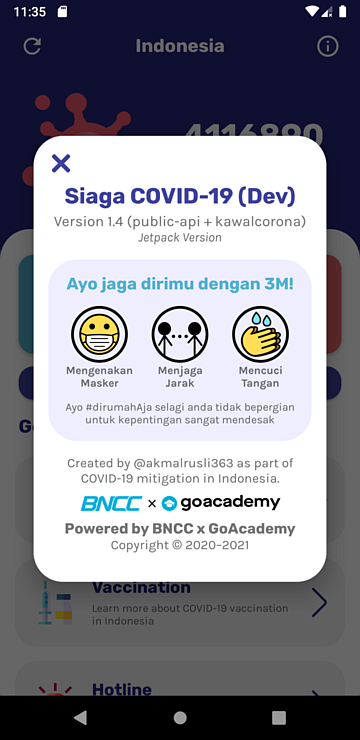 11:35
Indonesia
4116890
Siaga COVID-19 (Dev)
Version 1.4 (public-api + kawalcorona)
Jetpack Version
Ayo jaga dirimu dengan 3M!
Mengenakan Masker
Menjaga Jarak
Mencuci Tangan
Ayo #dirumahAja selagi anda tidak bepergian
untuk kepentingan sangat mendesak
Created by @akmalrusli363 as part of
COVID-19 mitigation in Indonesia.
BNCC × goacademy
Powered by BNCC x GoAcademy
Copyright © 2020-2021
Vaccination
Learn more about COVID-19 vaccination
in Indonesia
Hotline